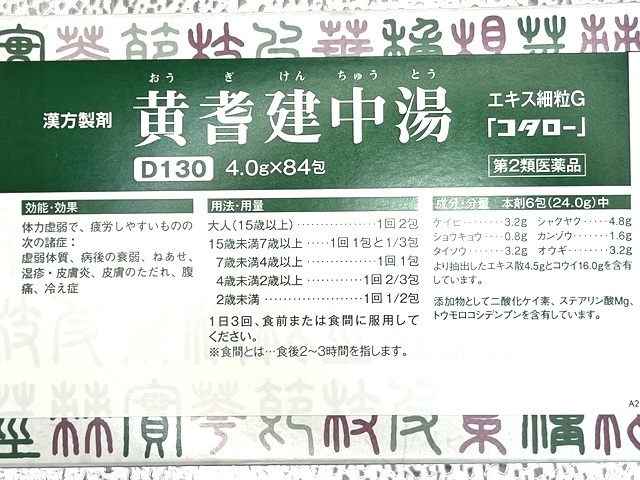 おう ぎ けん ちゅう とう
漢方製剤 黄耆建中湯 エキス細粒G
「コタロー」
D130 4.0g×84包 第2類医薬品
効能・効果
体力虚弱で、疲労しやすいものの
次の諸症：
虚弱体質、病後の衰弱、ねあせ、
湿疹・皮膚炎、皮膚のただれ、腹
痛、冷え症
用法・用量
大人（15歳以上）……………1回 2包
15歳未満7歳以上……1回 1包と1/3包
7歳未満4歳以上……………1回 1包
4歳未満2歳以上…………1回 2/3包
2歳未満…………………1回 1/2包
1日3回、食前または食間に服用して
ください。
※食間とは…食後2〜3時間を指します。
成分・分量 本剤6包（24.0g）中
ケイヒ………3.2g シャクヤク……4.8g
ショウキョウ……0.8g カンゾウ……1.6g
タイソウ………3.2g オウギ………3.2g
より抽出したエキス散4.5gとコウイ16.0gを含有
しています。
添加物として二酸化ケイ素、ステアリン酸Mg、
トウモロコシデンプンを含有しています。
A2